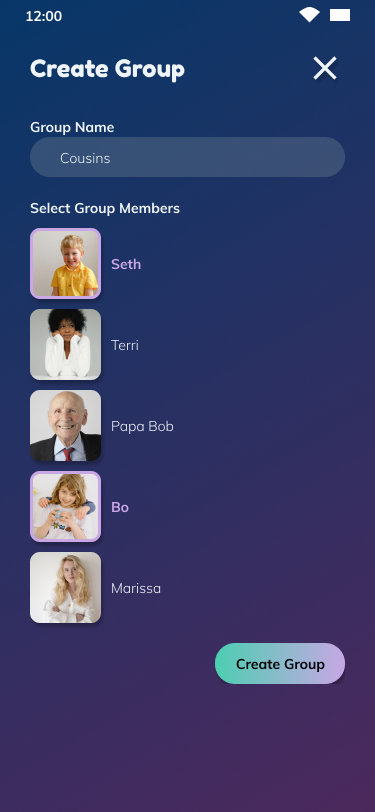 12:00
Create Group
Group Name
Cousins
Select Group Members
Seth
Terri
Papa Bob
Bo
Marissa
Create Group